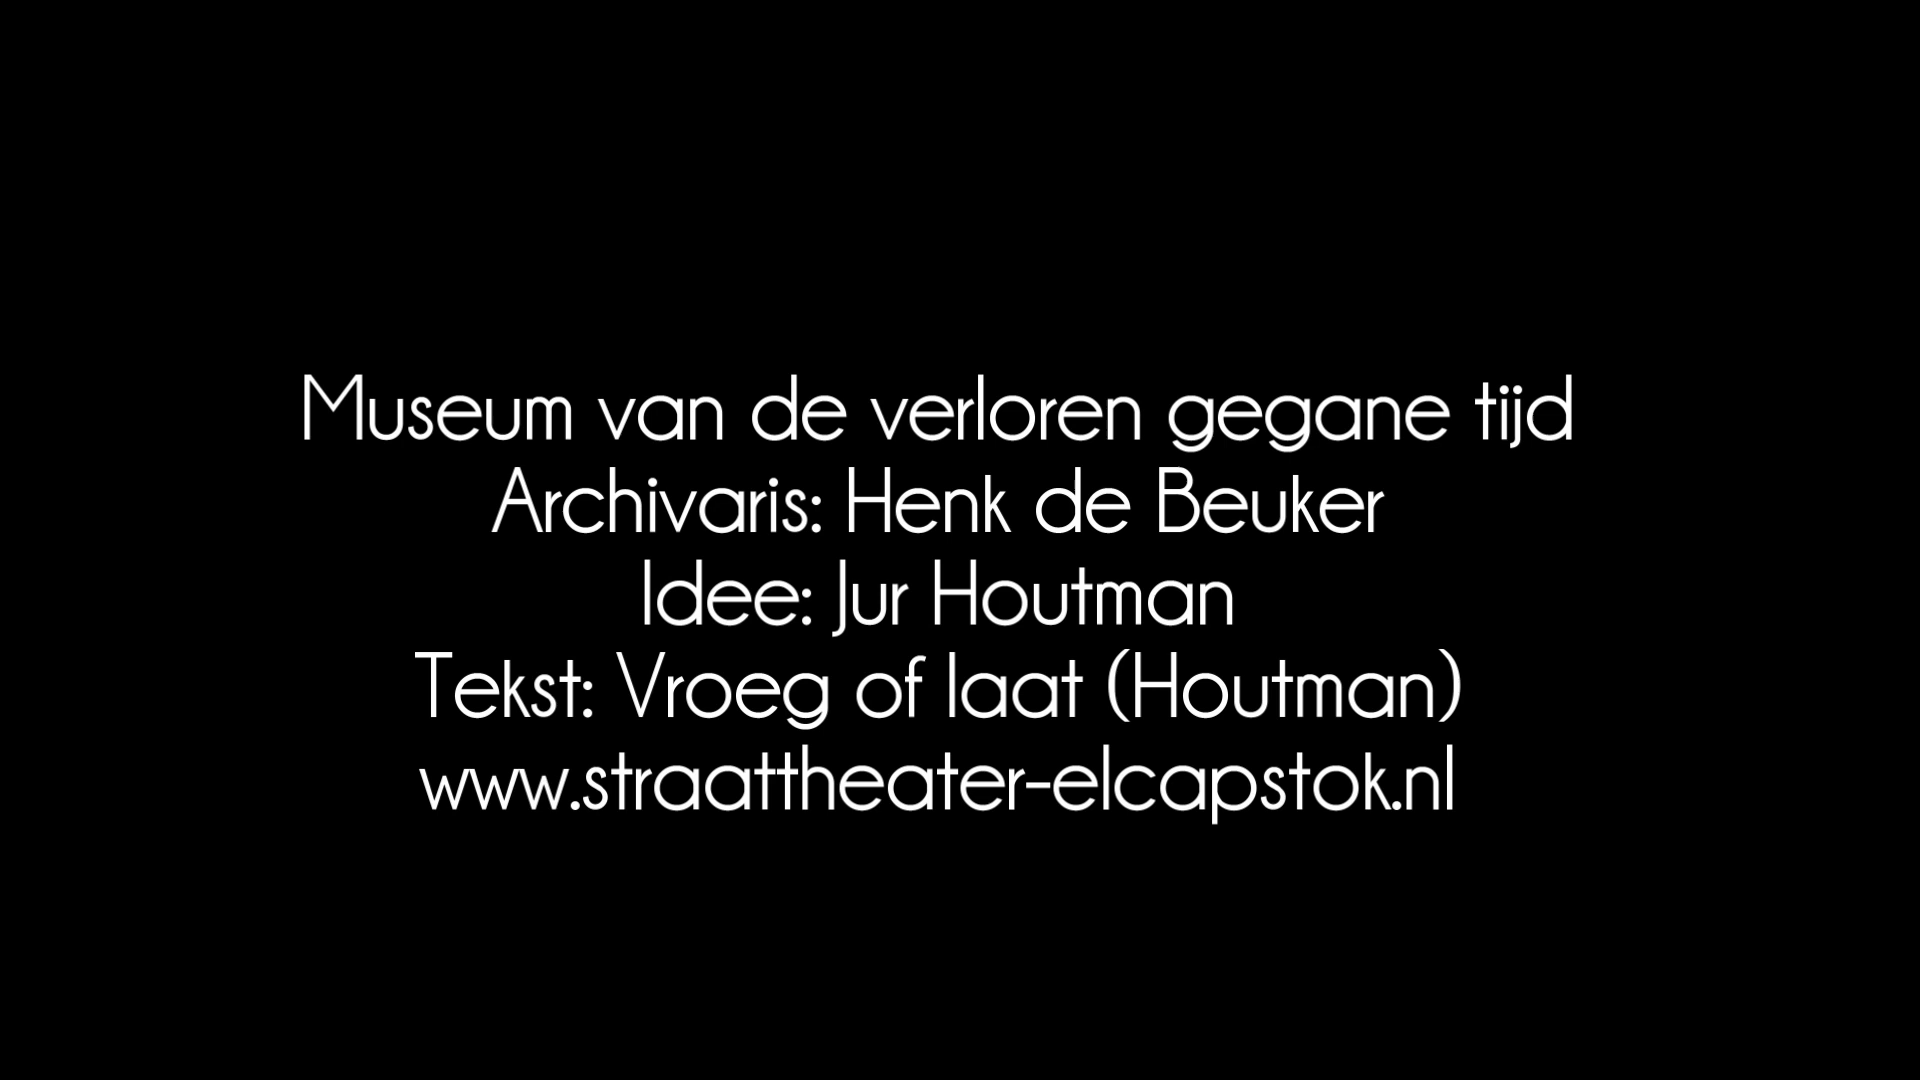 Museum van de verloren gegane tijd
Archivaris: Henk de Beuker
Idee: Jur Houtman
Tekst: Vroeg of laat (Houtman)
www.straattheater-elcapstok.nl